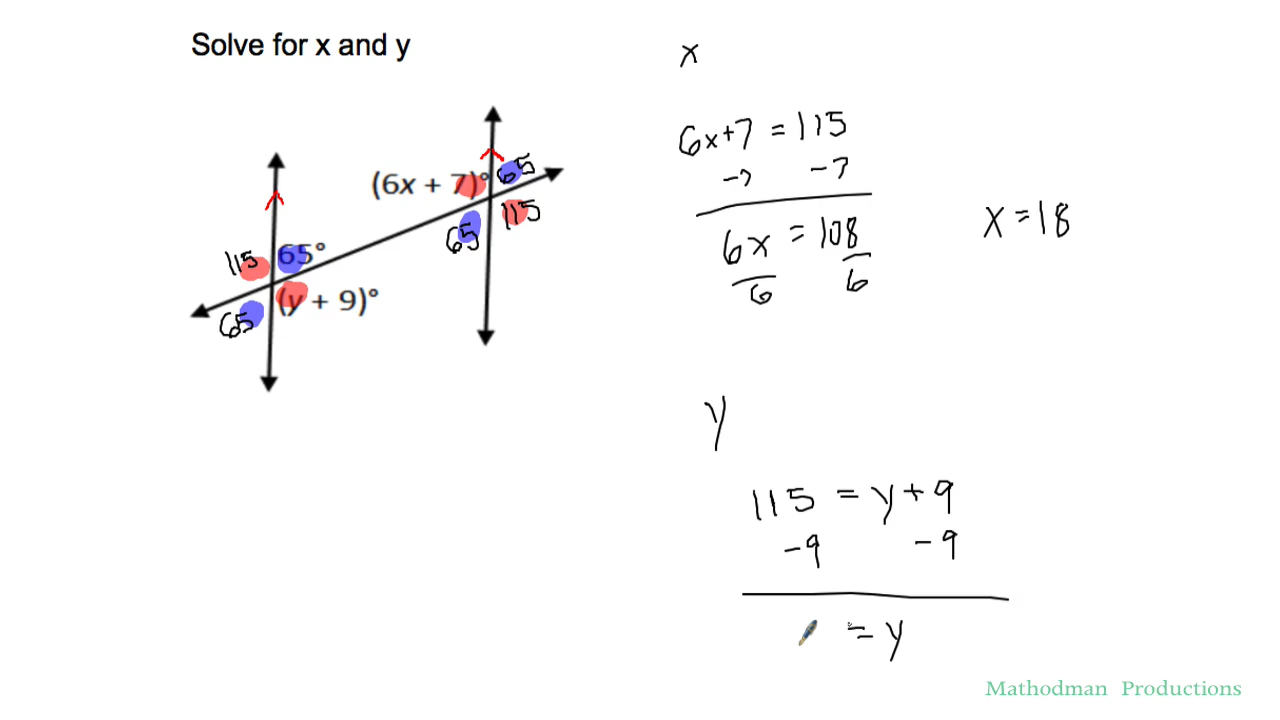 Solve for x and y
x
6x+7 = 115
-7 -7
6x = 108
6 6
x = 18
(6x + 7)°
65
65
115
115
65°
65
(y + 9)°
y
115 = y + 9
-9 -9
= y
Mathodman Productions